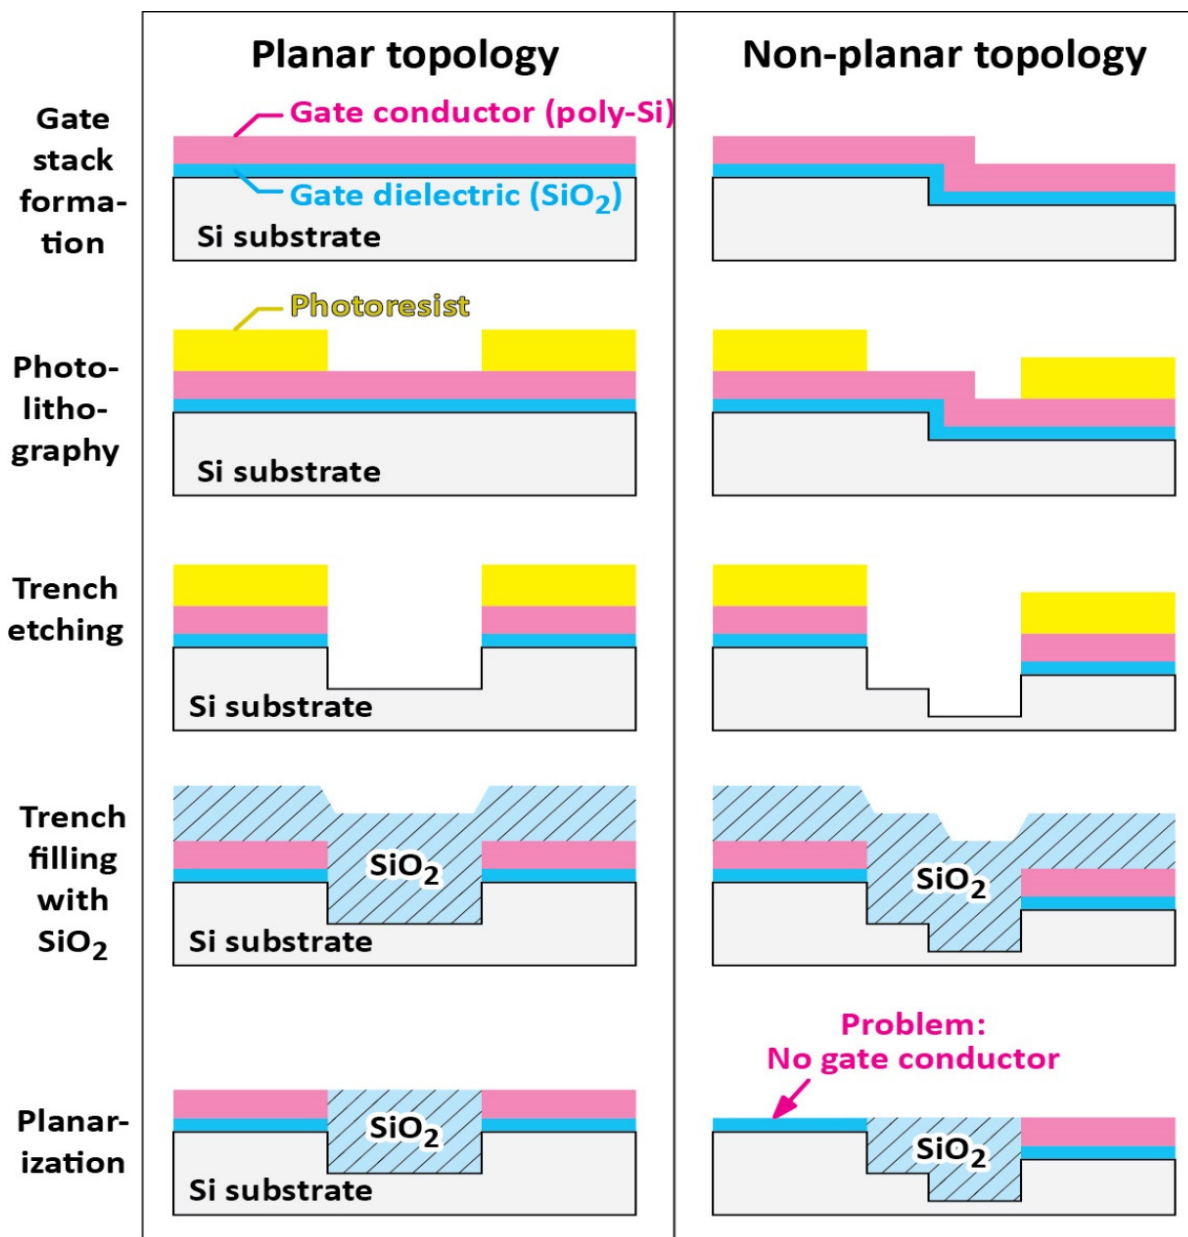 Planar topology
Non-planar topology
Gate
stack
forma-
tion
Gate conductor (poly-Si)
Gate dielectric (SiO2)
Si substrate
Photo-
litho-
graphy
Photoresist
Si substrate
Trench
etching
Si substrate
Trench
filling
with
SiO2
SiO2
Si substrate
SiO2
Planar-
ization
SiO2
Si substrate
Problem:
No gate conductor
SiO2